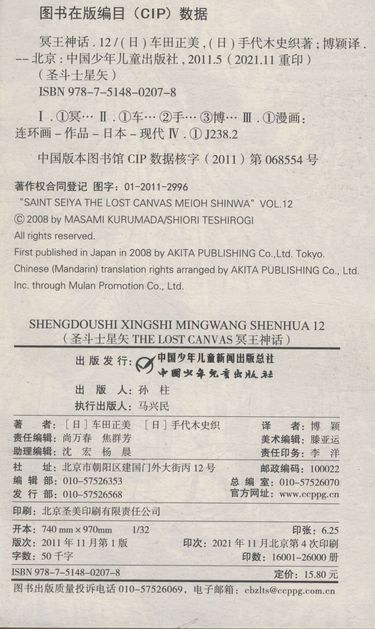 图书在版编目（CIP）数据
冥王神话.12/（日）车田正美,（日）手代木史织著;博颖译.
-- 北京:中国少年儿童出版社,2011.5（2021.11重印）
（圣斗士星矢）
ISBN 978-7-5148-0207-8
Ⅰ.①冥… Ⅱ.①车…②手…③博… Ⅲ.①漫画:
连环画-作品-日本-现代 Ⅳ.①J238.2
中国版本图书馆 CIP 数据核字（2011）第 068554 号
著作权合同登记 图字：01-2011-2996
"SAINT SEIYA THE LOST CANVAS MEIOH SHINWA" VOL.12
© 2008 by MASAMI KURUMADA/SHIORI TESHIROGI
All rights reserved.
First published in Japan in 2008 by AKITA PUBLISHING Co.,Ltd. Tokyo.
Chinese (Mandarin) translation rights arranged by AKITA PUBLISHING Co., Ltd.
Inc. through Mulan Promotion Co., Ltd.
SHENGDOUSHI XINGSHI MINGWANG SHENHUA 12
（圣斗士星矢 THE LOST CANVAS 冥王神话）
出版发行： 中国少年儿童新闻出版总社
中国少年儿童出版社
出 版 人：孙 柱
执行出版人：马兴民
著 者：［日］车田正美 ［日］手代木史织 译 者：博 颖
责任编辑：尚万春 焦群芳 美术编辑：滕亚运
助理编辑：沈 宏 杨 晨 责任印务：李 洋
社 址：北京市朝阳区建国门外大街丙12号 邮政编码：100022
编 辑 部：010-57526353 总 编 室：010-57526070
发 行 部：010-57526568 官方网址：www.ccppg.cn
印刷：北京圣美印刷有限责任公司
开本：740 mm×970mm 1/32 印张：6.25
版次：2011年11月第1版 印次：2021年11月北京第4次印刷
字数：50千字 印数：16001-26000册
ISBN 978-7-5148-0207-8 定价：15.80元
图书出版质量投诉电话 010-57526069，电子邮箱：cbzlts@ccppg.com.cn